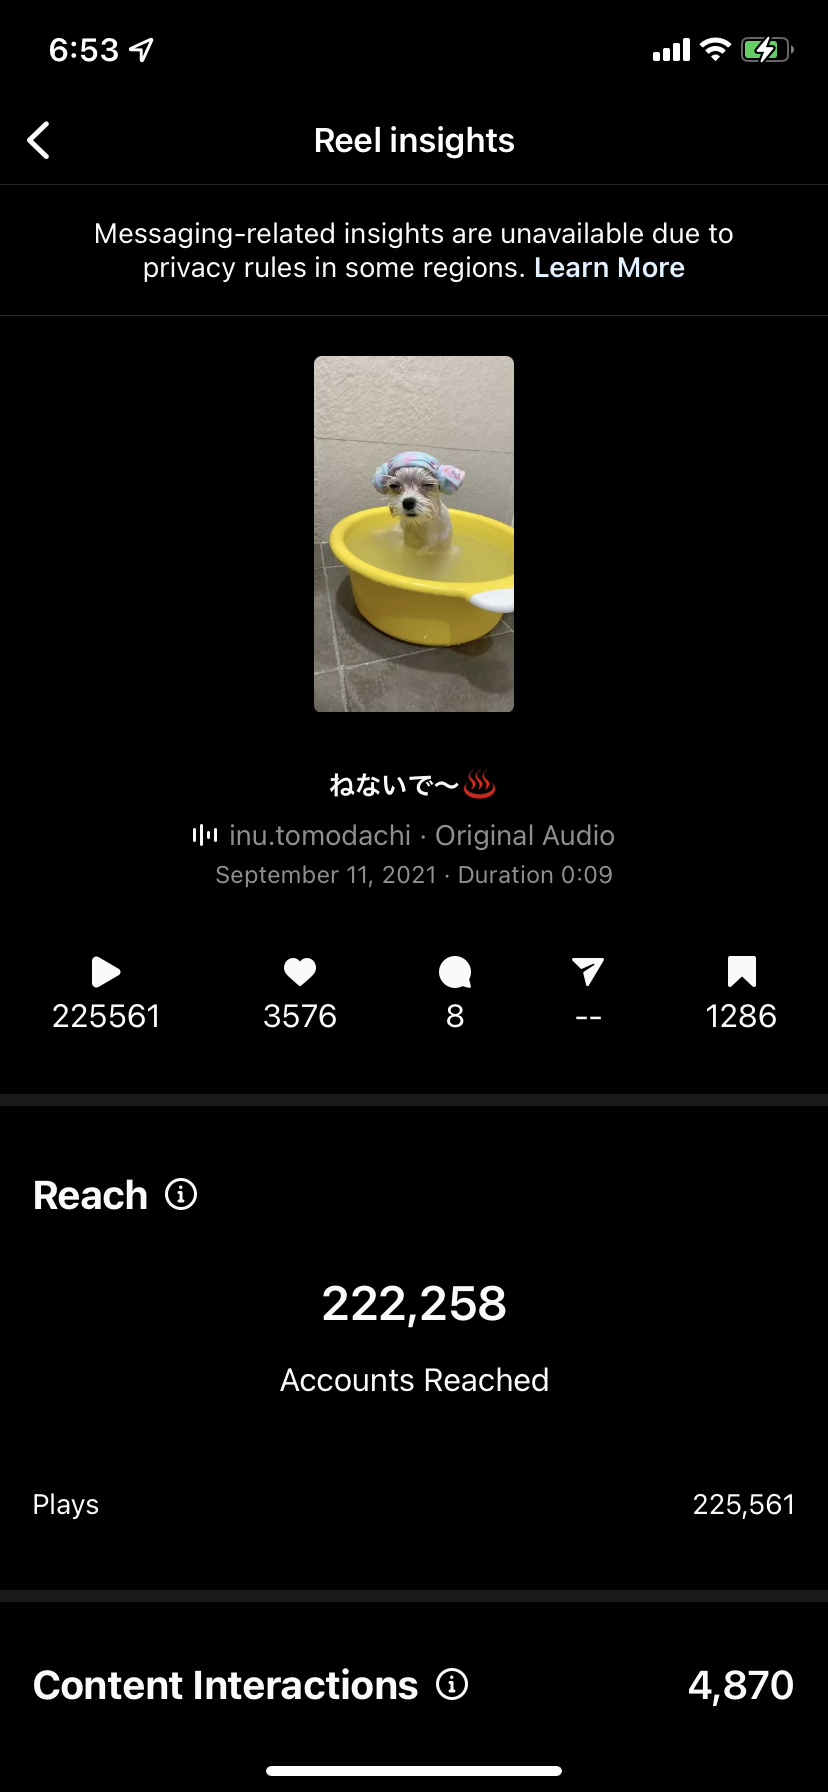 6:53
Reel insights
Messaging-related insights are unavailable due to
privacy rules in some regions. Learn More
ねないで〜♨️
inu.tomodachi · Original Audio
September 11, 2021 · Duration 0:09
225561 3576 8 -- 1286
Reach
222,258
Accounts Reached
Plays 225,561
Content Interactions 4,870